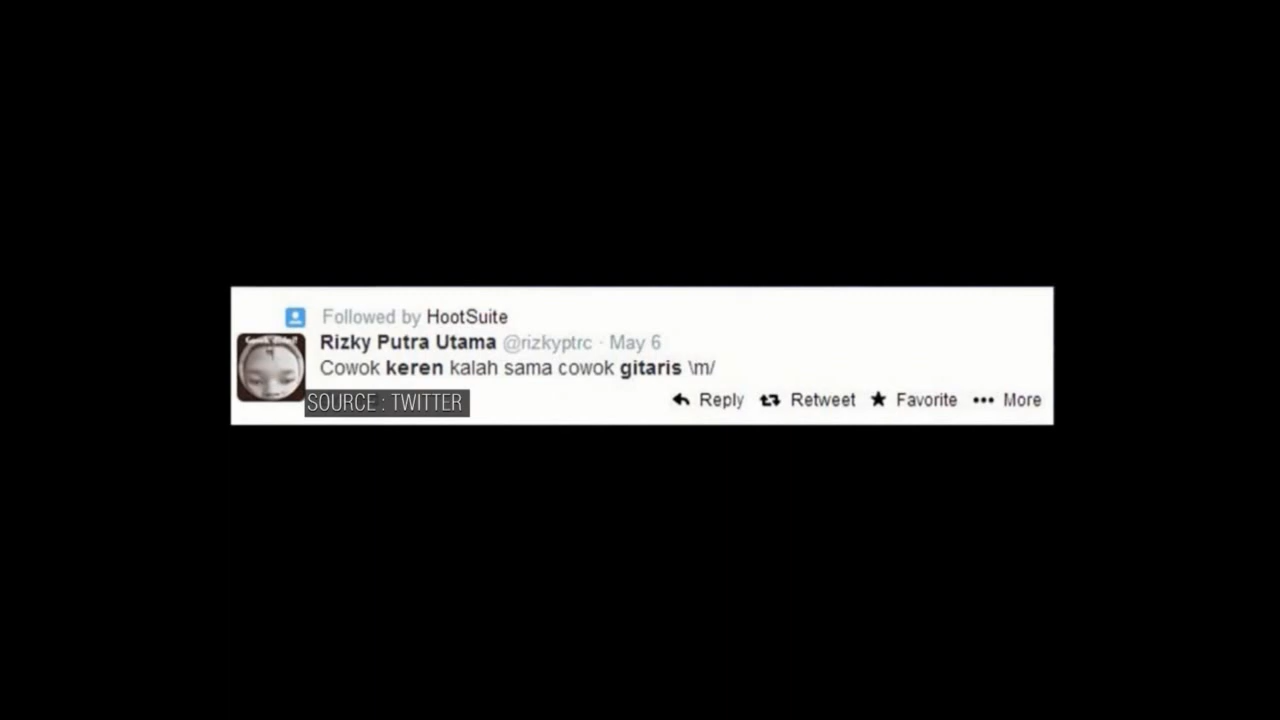 Followed by HootSuite
Rizky Putra Utama @rizkyptrc · May 6
Cowok keren kalah sama cowok gitaris \m/
SOURCE : TWITTER
Reply Retweet Favorite More